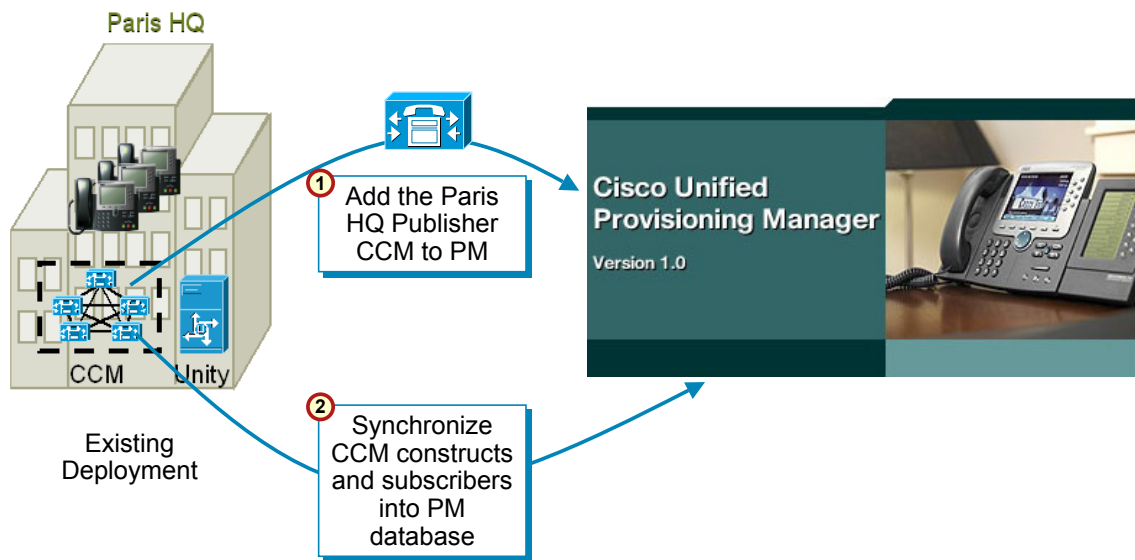 Paris HQ
1
Add the Paris
HQ Publisher
CCM to PM
Cisco Unified
Provisioning Manager
Version 1.0
CCM
Unity
Existing
Deployment
2
Synchronize
CCM constructs
and subscribers
into PM
database